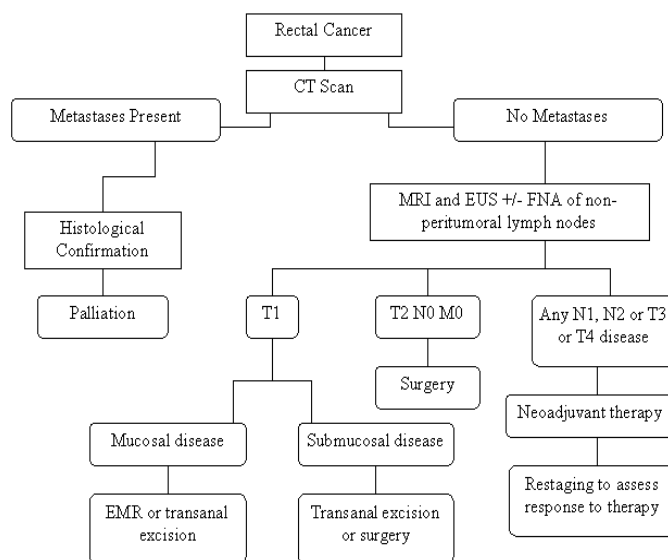 Rectal Cancer
CT Scan
Metastases Present
No Metastases
MRI and EUS +/- FNA of non-
peritumoral lymph nodes
Histological
Confirmation
Palliation
T1
T2 N0 M0
Any N1, N2 or T3
or T4 disease
Surgery
Neoadjuvant therapy
Mucosal disease
Submucosal disease
Restaging to assess
response to therapy
EMR or transanal
excision
Transanal excision
or surgery